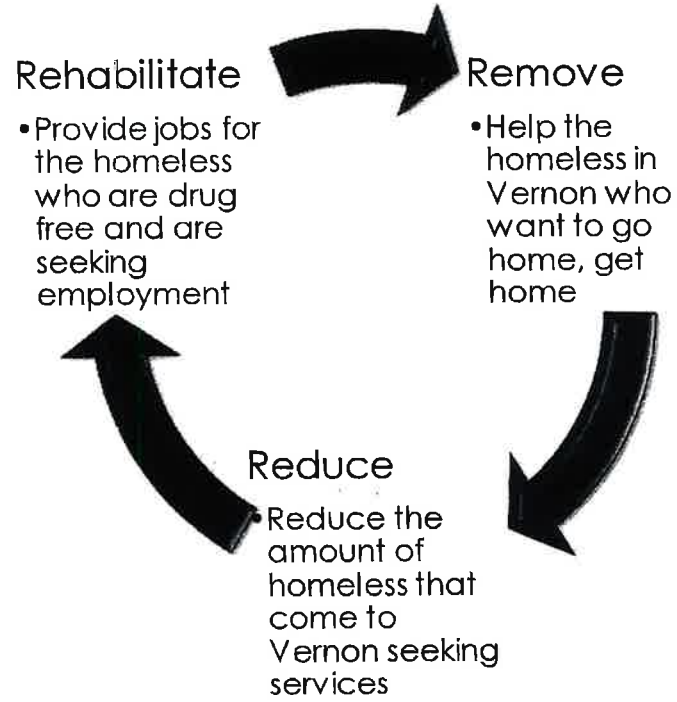 Rehabilitate
•Provide jobs for
the homeless
who are drug
free and are
seeking
employment
Remove
•Help the
homeless in
Vernon who
want to go
home, get
home
Reduce
•Reduce the
amount of
homeless that
come to
Vernon seeking
services